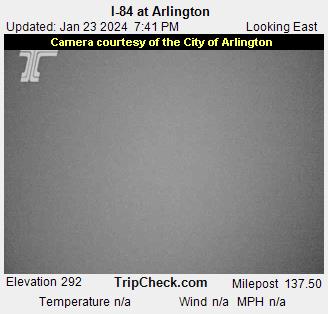 I-84 at Arlington
Updated: Jan 23 2024 7:41 PM Looking East
Camera courtesy of the City of Arlington
Elevation 292 TripCheck.com Milepost 137.50
Temperature n/a Wind n/a MPH n/a